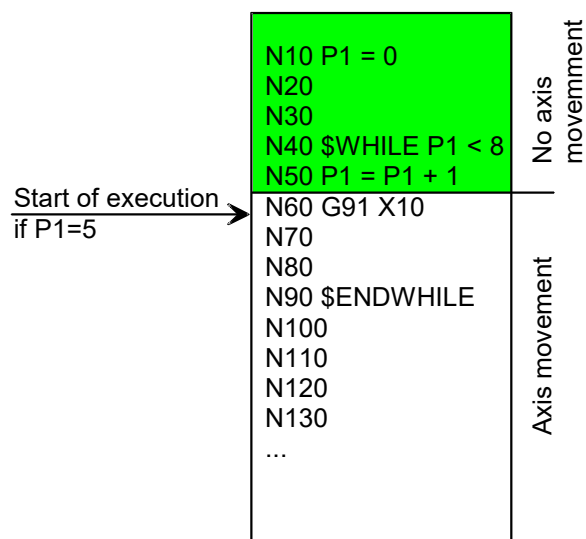 N10 P1 = 0
N20
N30
N40 $WHILE P1 < 8
N50 P1 = P1 + 1
No axis
movemment
Start of execution
if P1=5
N60 G91 X10
N70
N80
N90 $ENDWHILE
N100
N110
N120
N130
...
Axis movement